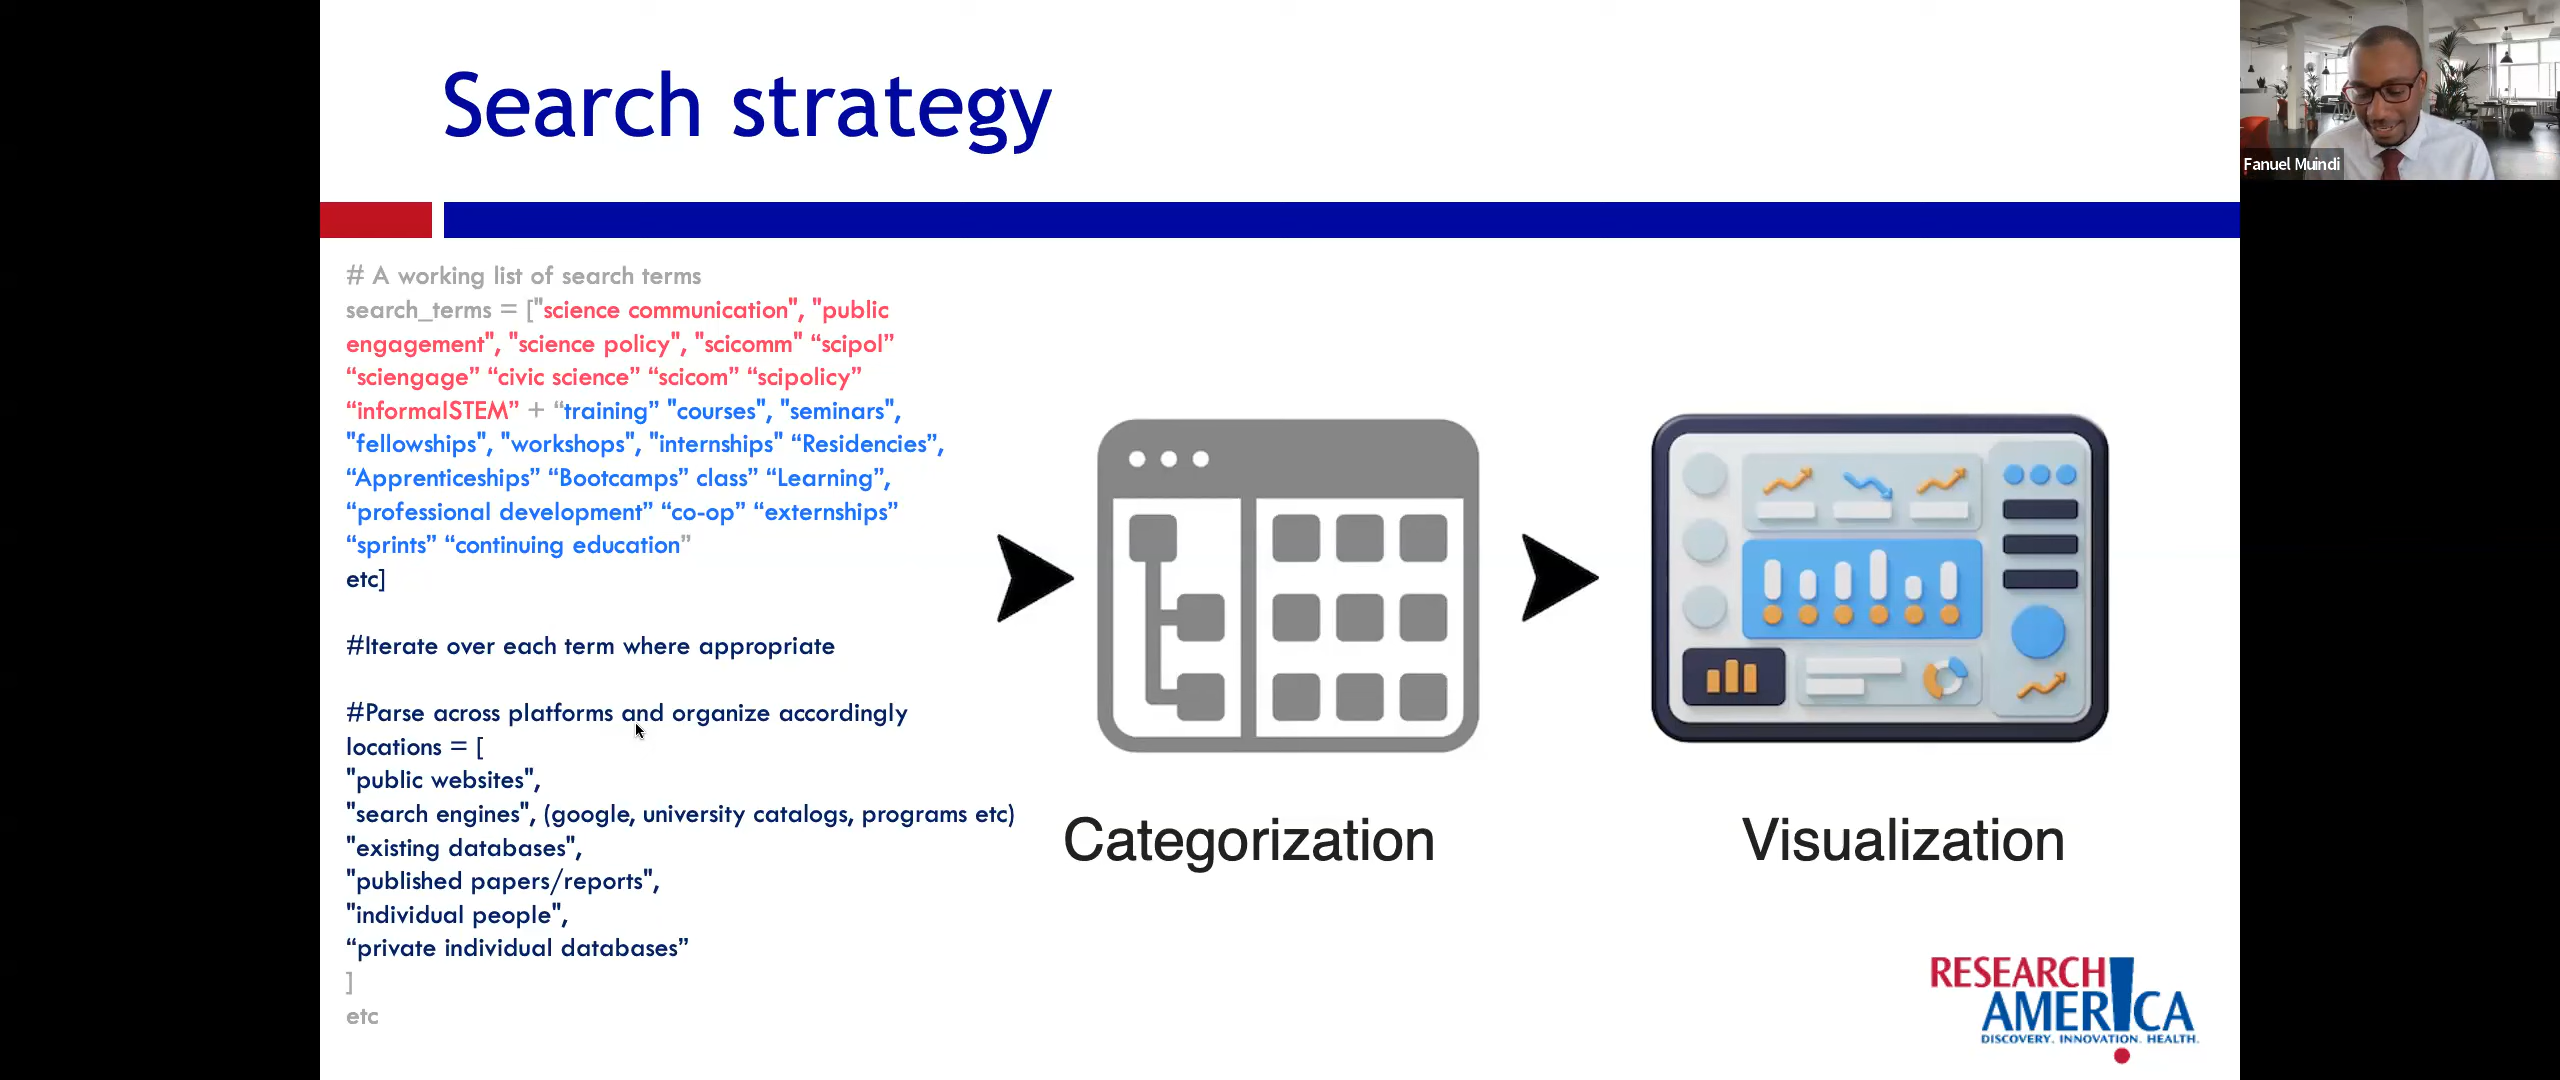 Search strategy
Fanuel Muindi
# A working list of search terms
search_terms = ["science communication", "public
engagement", "science policy", "scicomm" “scipol”
“sciengage” “civic science” “scicom” “scipolicy”
“informalSTEM” + “training” "courses", "seminars",
"fellowships", "workshops", "internships" “Residencies”,
“Apprenticeships” “Bootcamps” class” “Learning”,
“professional development” “co-op” “externships”
“sprints” “continuing education”
etc]
#Iterate over each term where appropriate
#Parse across platforms and organize accordingly
locations = [
"public websites",
"search engines", (google, university catalogs, programs etc)
"existing databases",
"published papers/reports",
"individual people",
“private individual databases”
]
etc
Categorization
Visualization
RESEARCH
AMER!CA
DISCOVERY. INNOVATION. HEALTH.